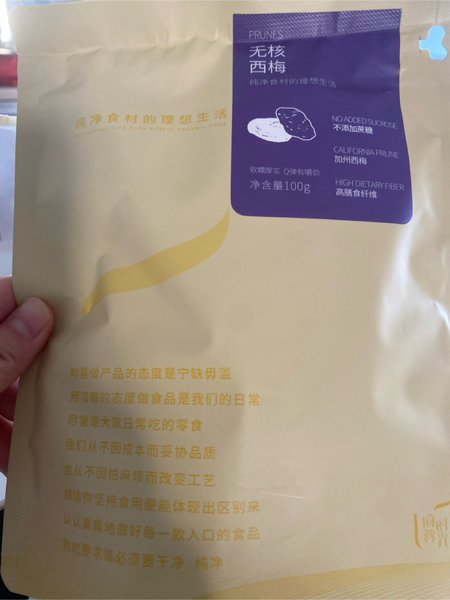 PRUNES
无核
西梅
纯净食材的理想生活
纯净食材的理想生活
NO ADDED SUCROSE
不添加蔗糖
CALIFORNIA PRUNE
加州西梅
软糯厚实 Q弹有嚼劲
净含量100g
HIGH DIETARY FIBER
高膳食纤维
做产品的态度是宁缺毋滥
的态度做食品是我们的日常
尽管是大家日常吃的零食
我们从不因成本而妥协品质
也从不因怕麻烦而改变工艺
相信你坚持食用便能体现出区别来
认认真真地做好每一款入口的食品
我的要求是必须要干净 纯净
时光